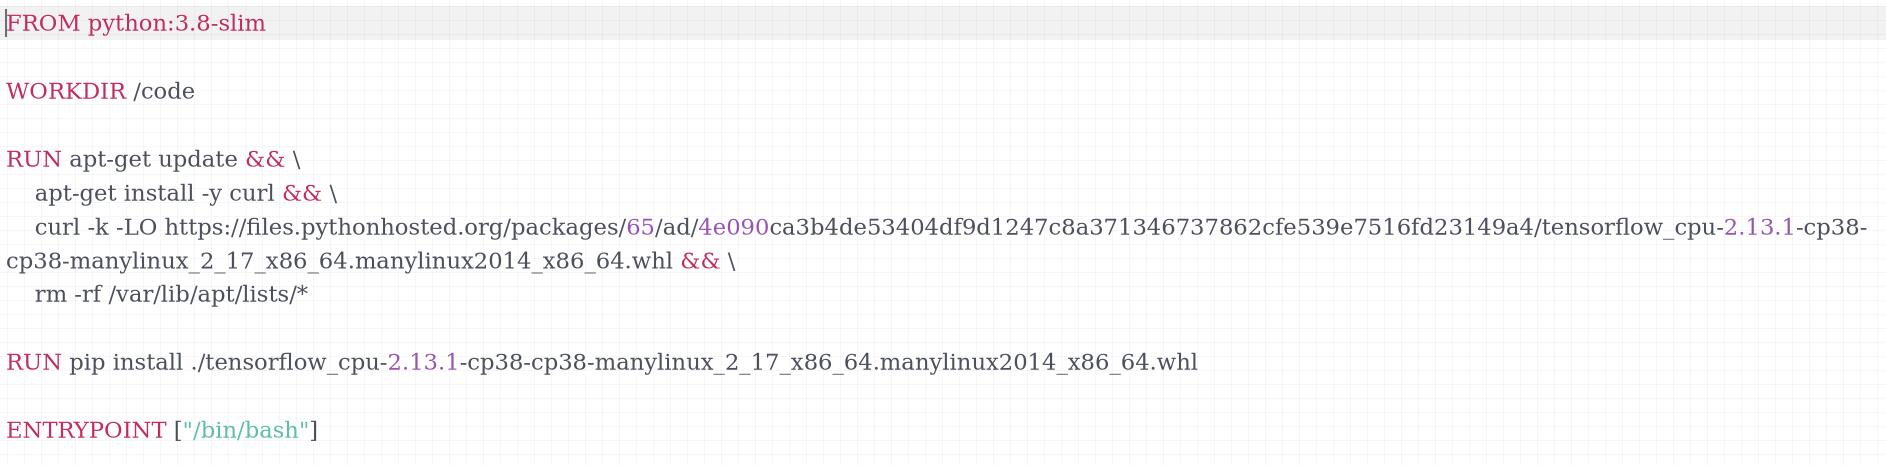 FROM python:3.8-slim
WORKDIR /code
RUN apt-get update && \
apt-get install -y curl && \
curl -k -LO https://files.pythonhosted.org/packages/65/ad/4e090ca3b4de53404df9d1247c8a371346737862cfe539e7516fd23149a4/tensorflow_cpu-2.13.1-cp38-
cp38-manylinux_2_17_x86_64.manylinux2014_x86_64.whl && \
rm -rf /var/lib/apt/lists/*
RUN pip install ./tensorflow_cpu-2.13.1-cp38-cp38-manylinux_2_17_x86_64.manylinux2014_x86_64.whl
ENTRYPOINT ["/bin/bash"]